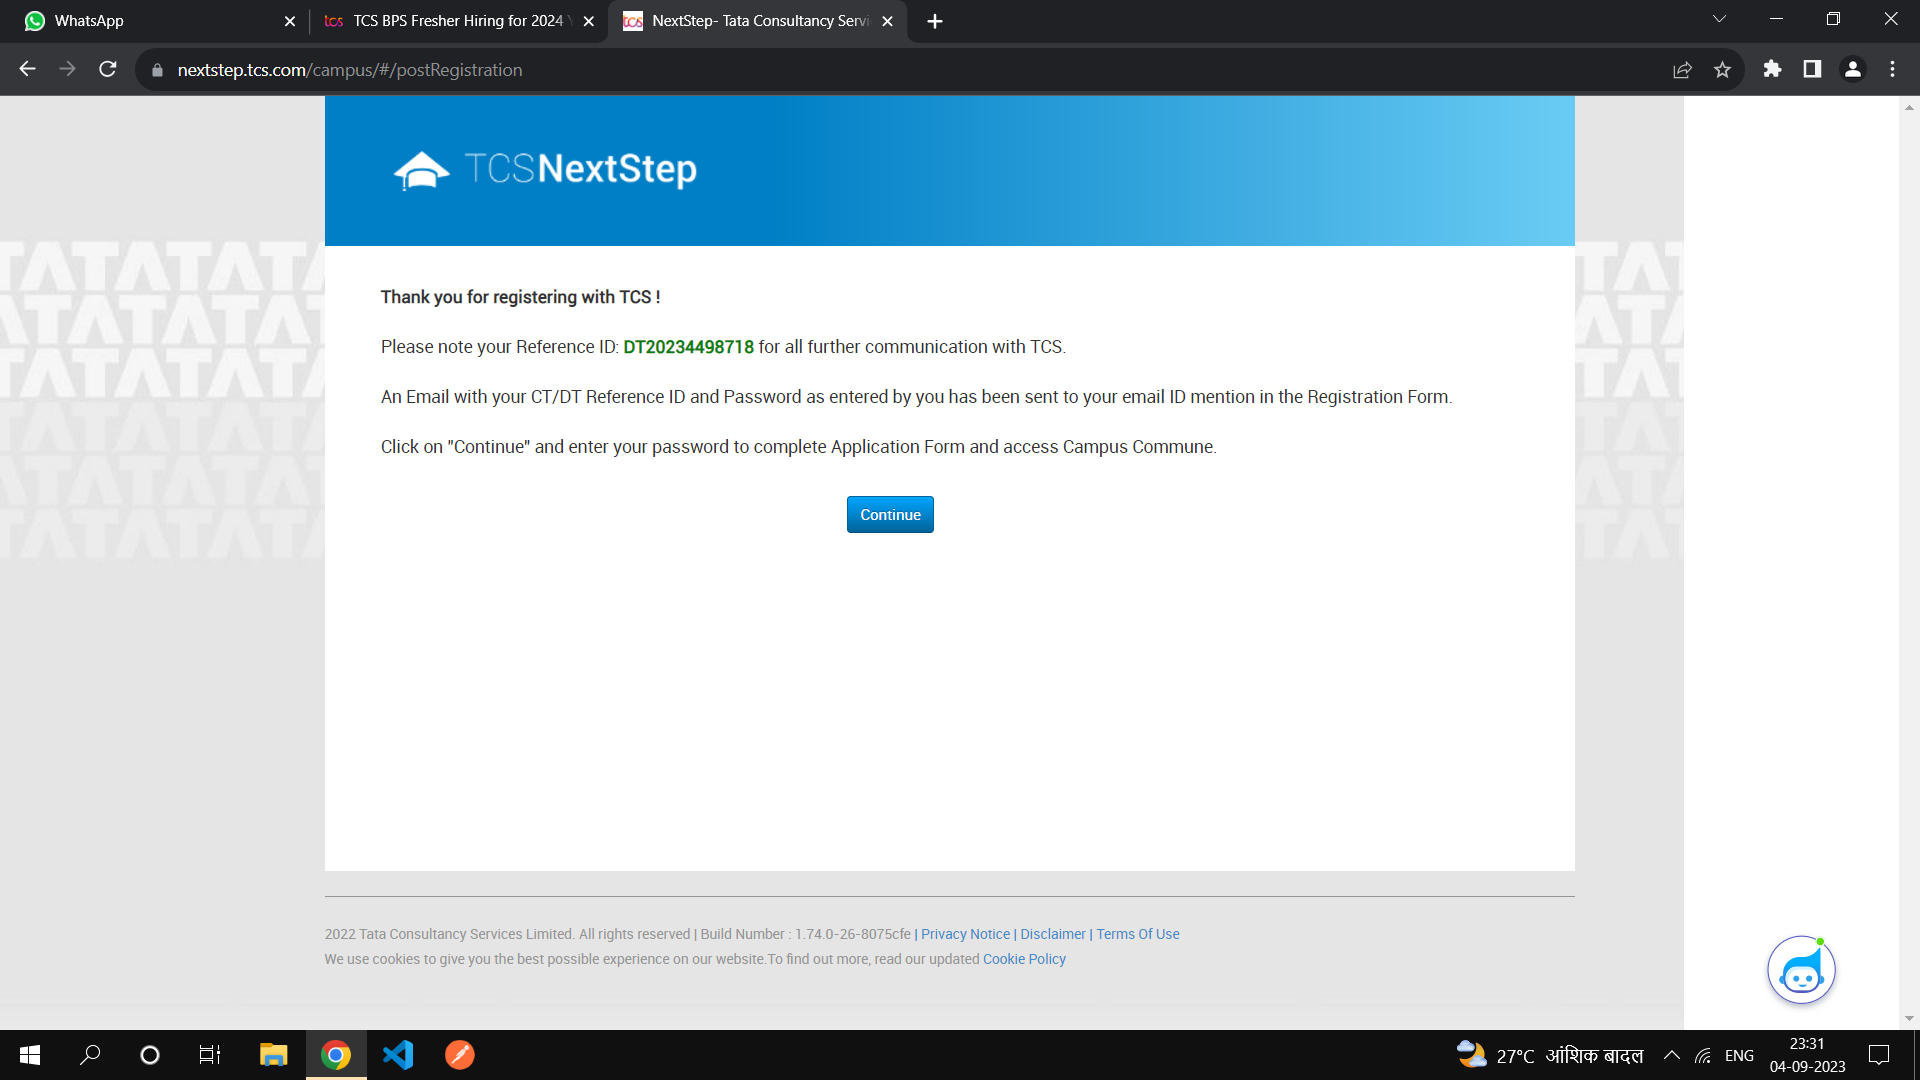 WhatsApp
tcs TCS BPS Fresher Hiring for 2024
tcs NextStep- Tata Consultancy Servi
nextstep.tcs.com/campus/#/postRegistration
TCSNextStep
Thank you for registering with TCS !
Please note your Reference ID: DT20234498718 for all further communication with TCS.
An Email with your CT/DT Reference ID and Password as entered by you has been sent to your email ID mention in the Registration Form.
Click on "Continue" and enter your password to complete Application Form and access Campus Commune.
Continue
2022 Tata Consultancy Services Limited. All rights reserved | Build Number : 1.74.0-26-8075cfe | Privacy Notice | Disclaimer | Terms Of Use
We use cookies to give you the best possible experience on our website.To find out more, read our updated Cookie Policy
27°C आंशिक बादल
ENG
23:31
04-09-2023